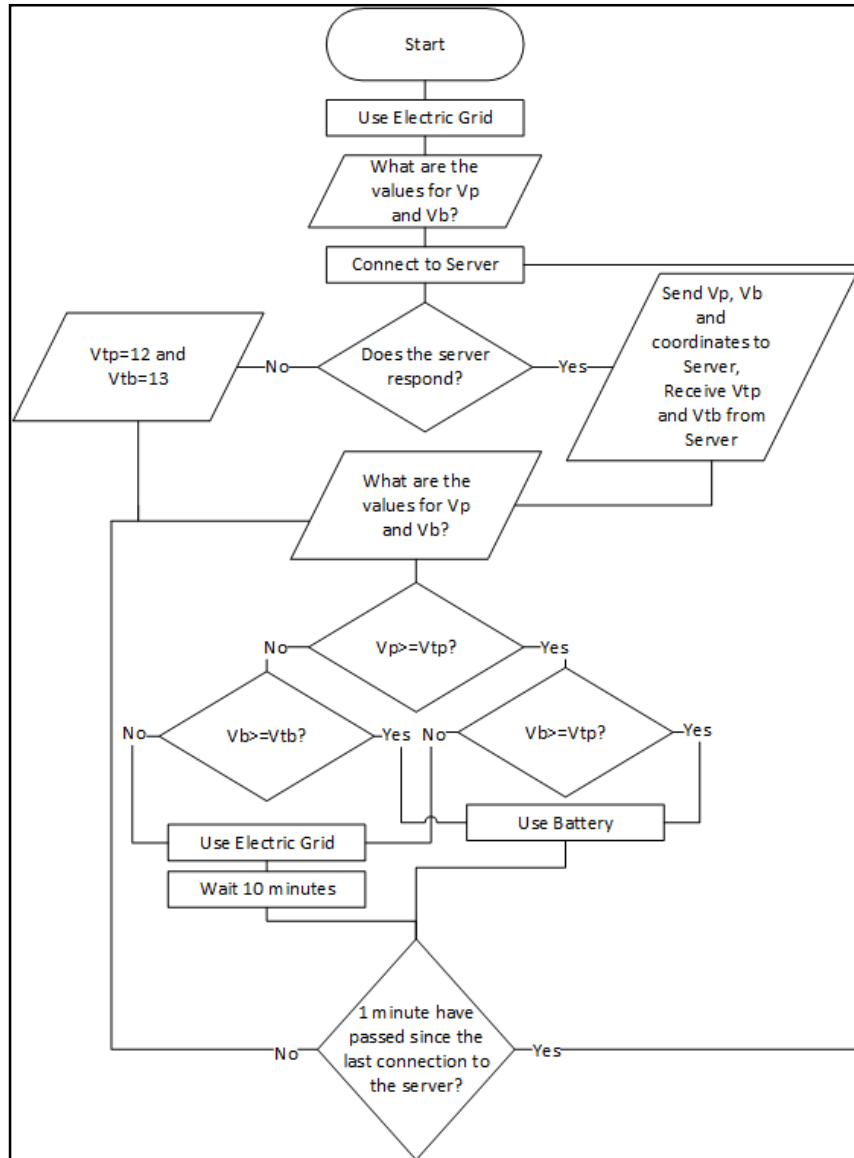 Start
Use Electric Grid
What are the
values for Vp
and Vb?
Connect to Server
Does the server
respond?
No
Yes
Vtp=12 and
Vtb=13
Send Vp, Vb
and
coordinates to
Server,
Receive Vtp
and Vtb from
Server
What are the
values for Vp
and Vb?
Vp>=Vtp?
No
Yes
Vb>=Vtb?
No
Yes
Vb>=Vtp?
No
Yes
Use Electric Grid
Use Battery
Wait 10 minutes
1 minute have
passed since the
last connection to
the server?
No
Yes